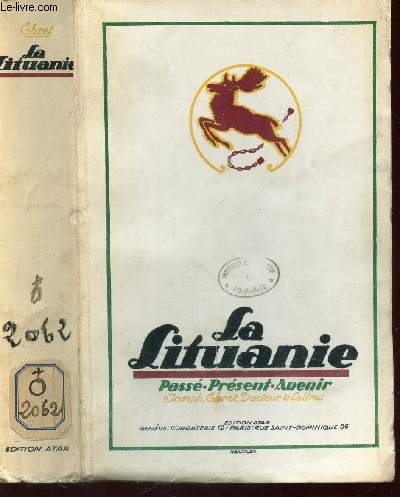 le-livre.com
Ehret
La
Lituanie
2062
2062
EDITION ATAR
La
Lituanie
Passé·Présent·Avenir
Joseph Ehret, Docteur ès Lettres
EDITION ATAR
GENÈVE: CORRATERIE 12 · PARIS: RUE SAINT-DOMINIQUE 36